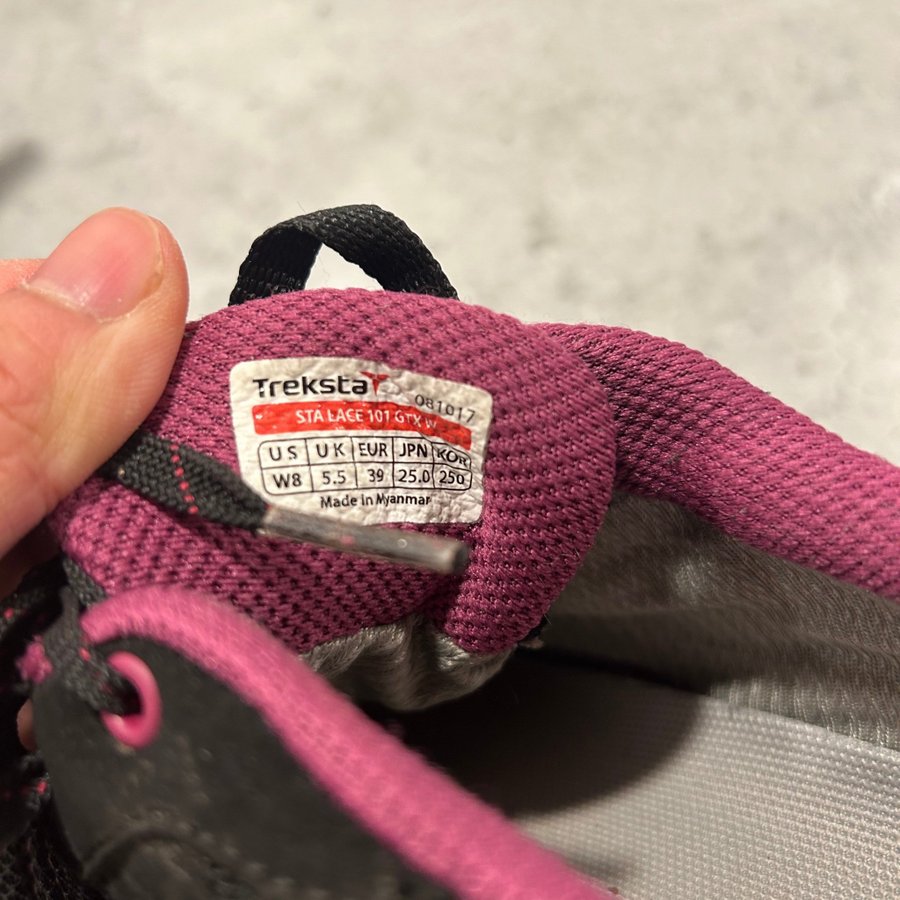 Treksta 081017
STA LACE 101 GTX W
US UK EUR JPN KOR
W8 5.5 39 25.0 250
Made in Myanmar